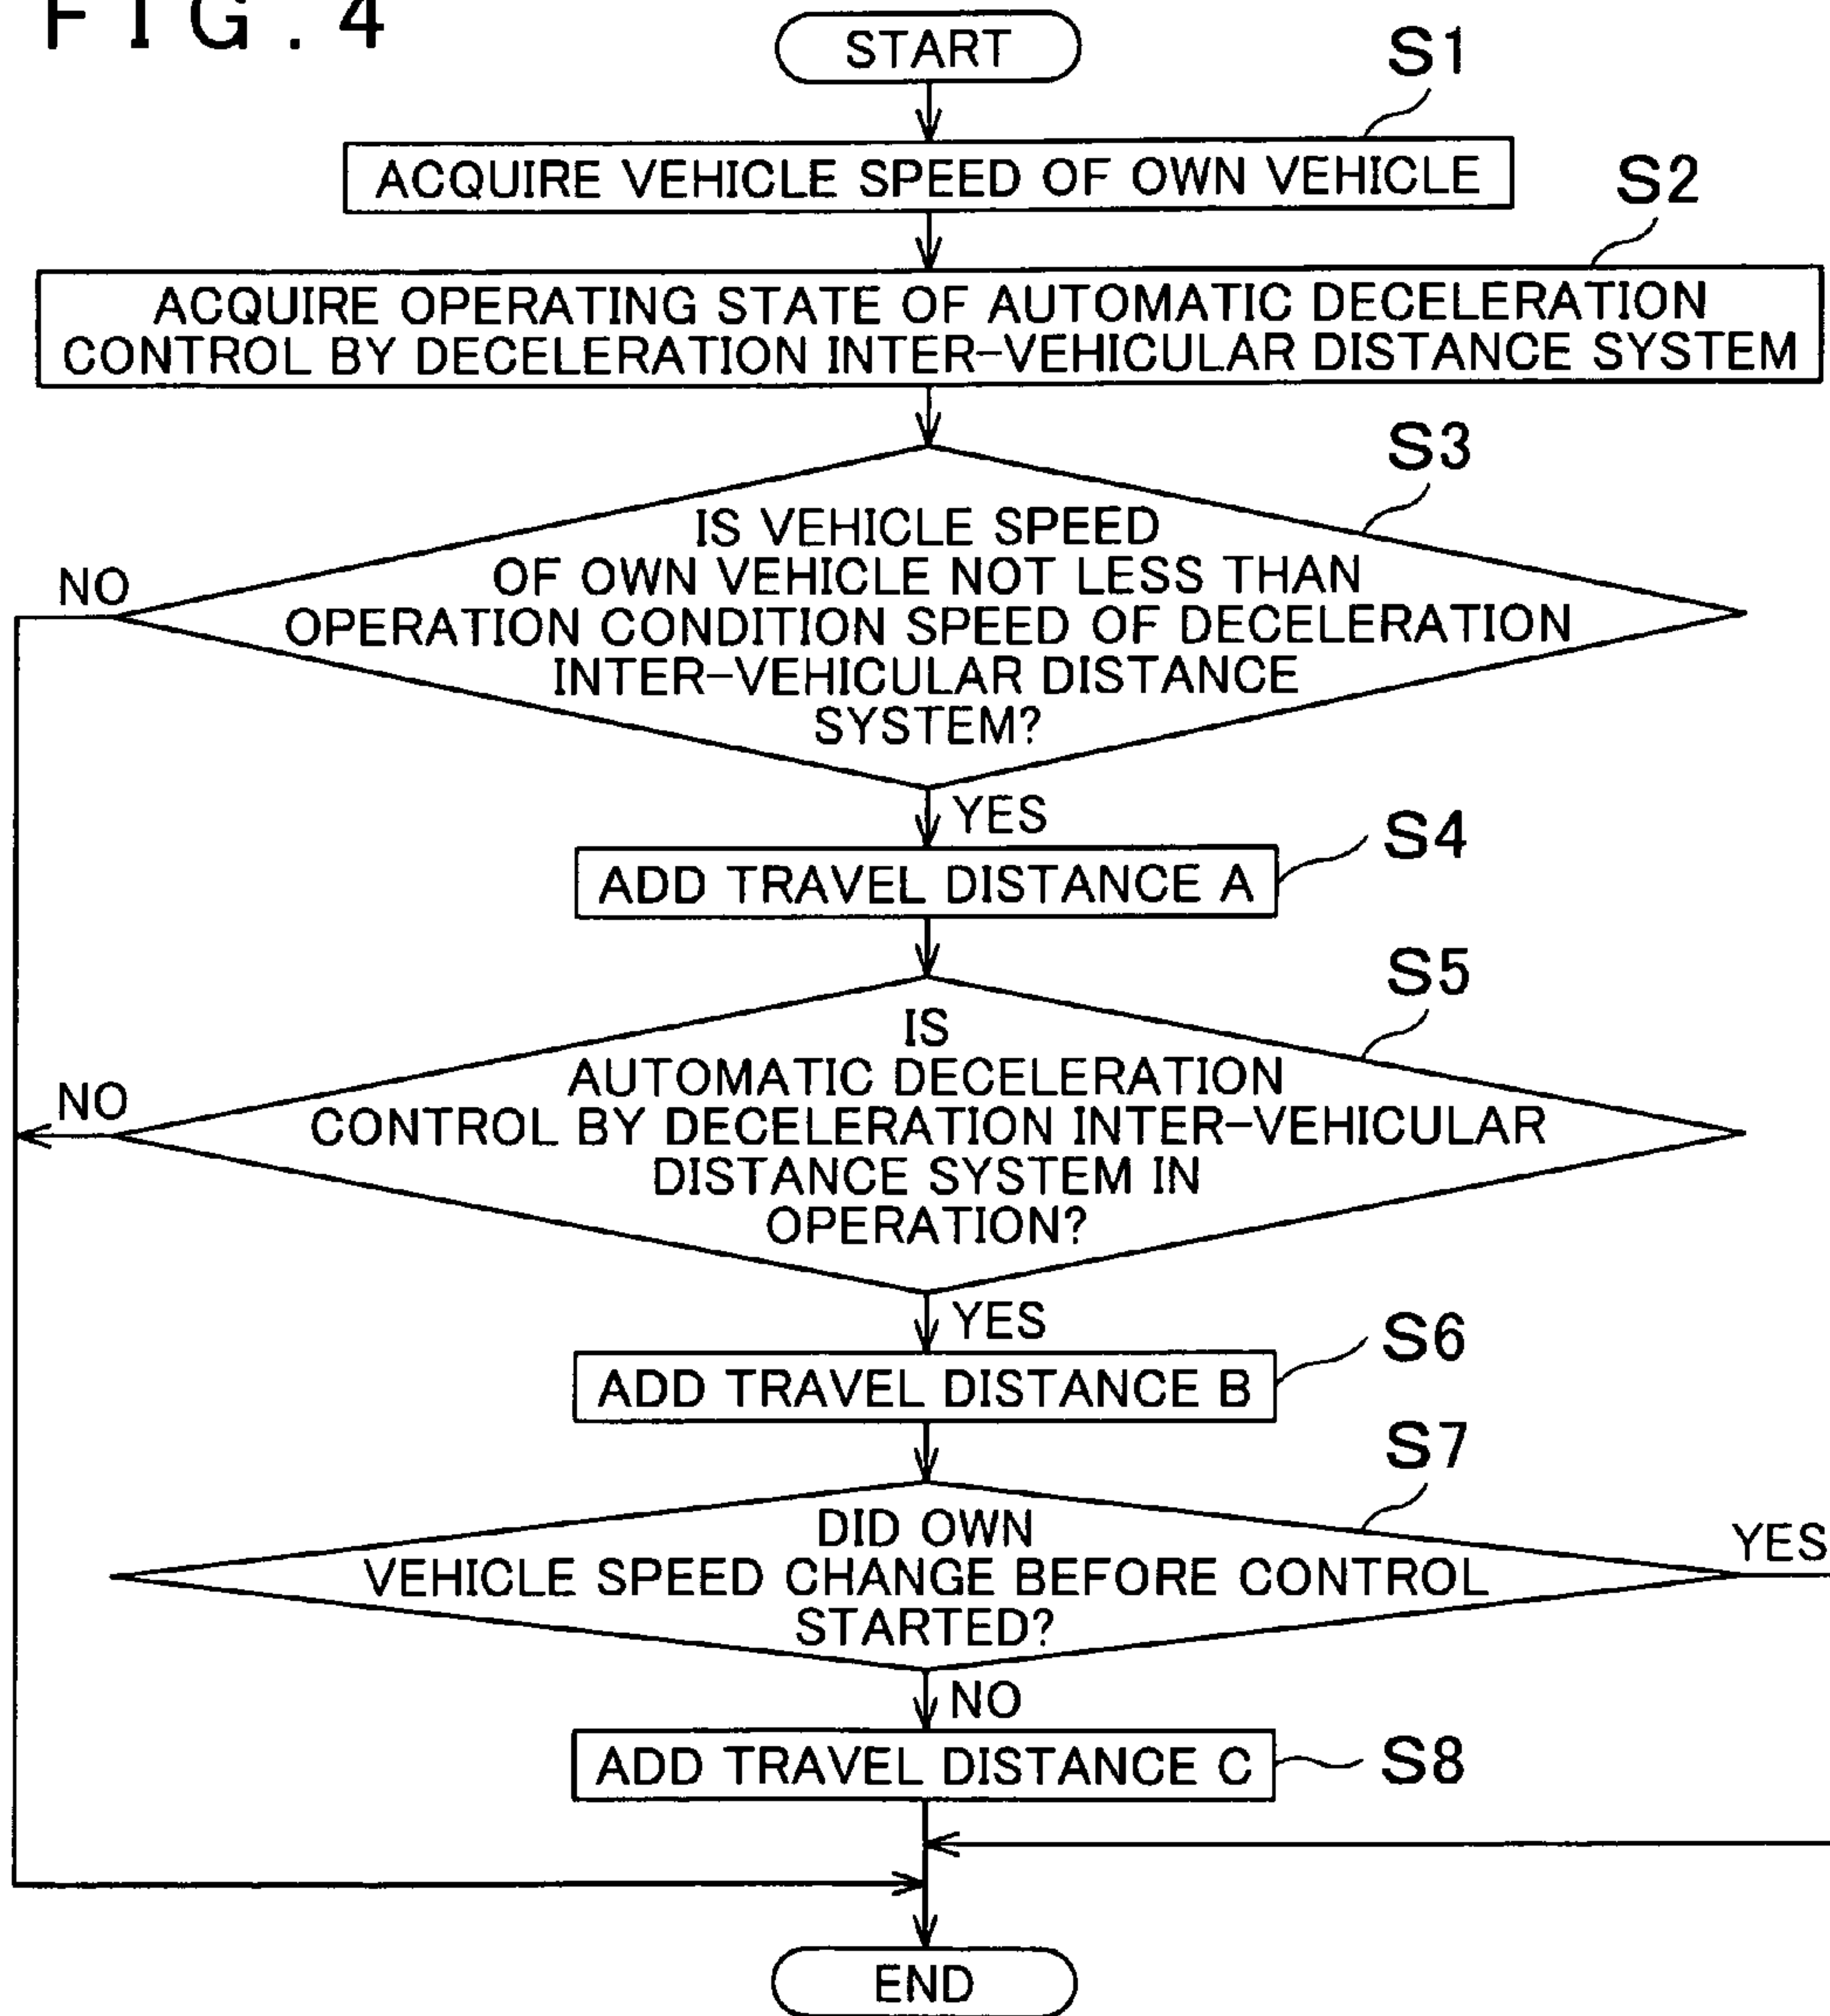 FIG. 4
START
S1
ACQUIRE VEHICLE SPEED OF OWN VEHICLE
S2
ACQUIRE OPERATING STATE OF AUTOMATIC DECELERATION
CONTROL BY DECELERATION INTER-VEHICULAR DISTANCE SYSTEM
S3
IS VEHICLE SPEED
OF OWN VEHICLE NOT LESS THAN
OPERATION CONDITION SPEED OF DECELERATION
INTER-VEHICULAR DISTANCE
SYSTEM?
NO
YES
S4
ADD TRAVEL DISTANCE A
S5
IS
AUTOMATIC DECELERATION
CONTROL BY DECELERATION INTER-VEHICULAR
DISTANCE SYSTEM IN
OPERATION?
NO
YES
S6
ADD TRAVEL DISTANCE B
S7
DID OWN
VEHICLE SPEED CHANGE BEFORE CONTROL
STARTED?
YES
NO
ADD TRAVEL DISTANCE C
S8
END